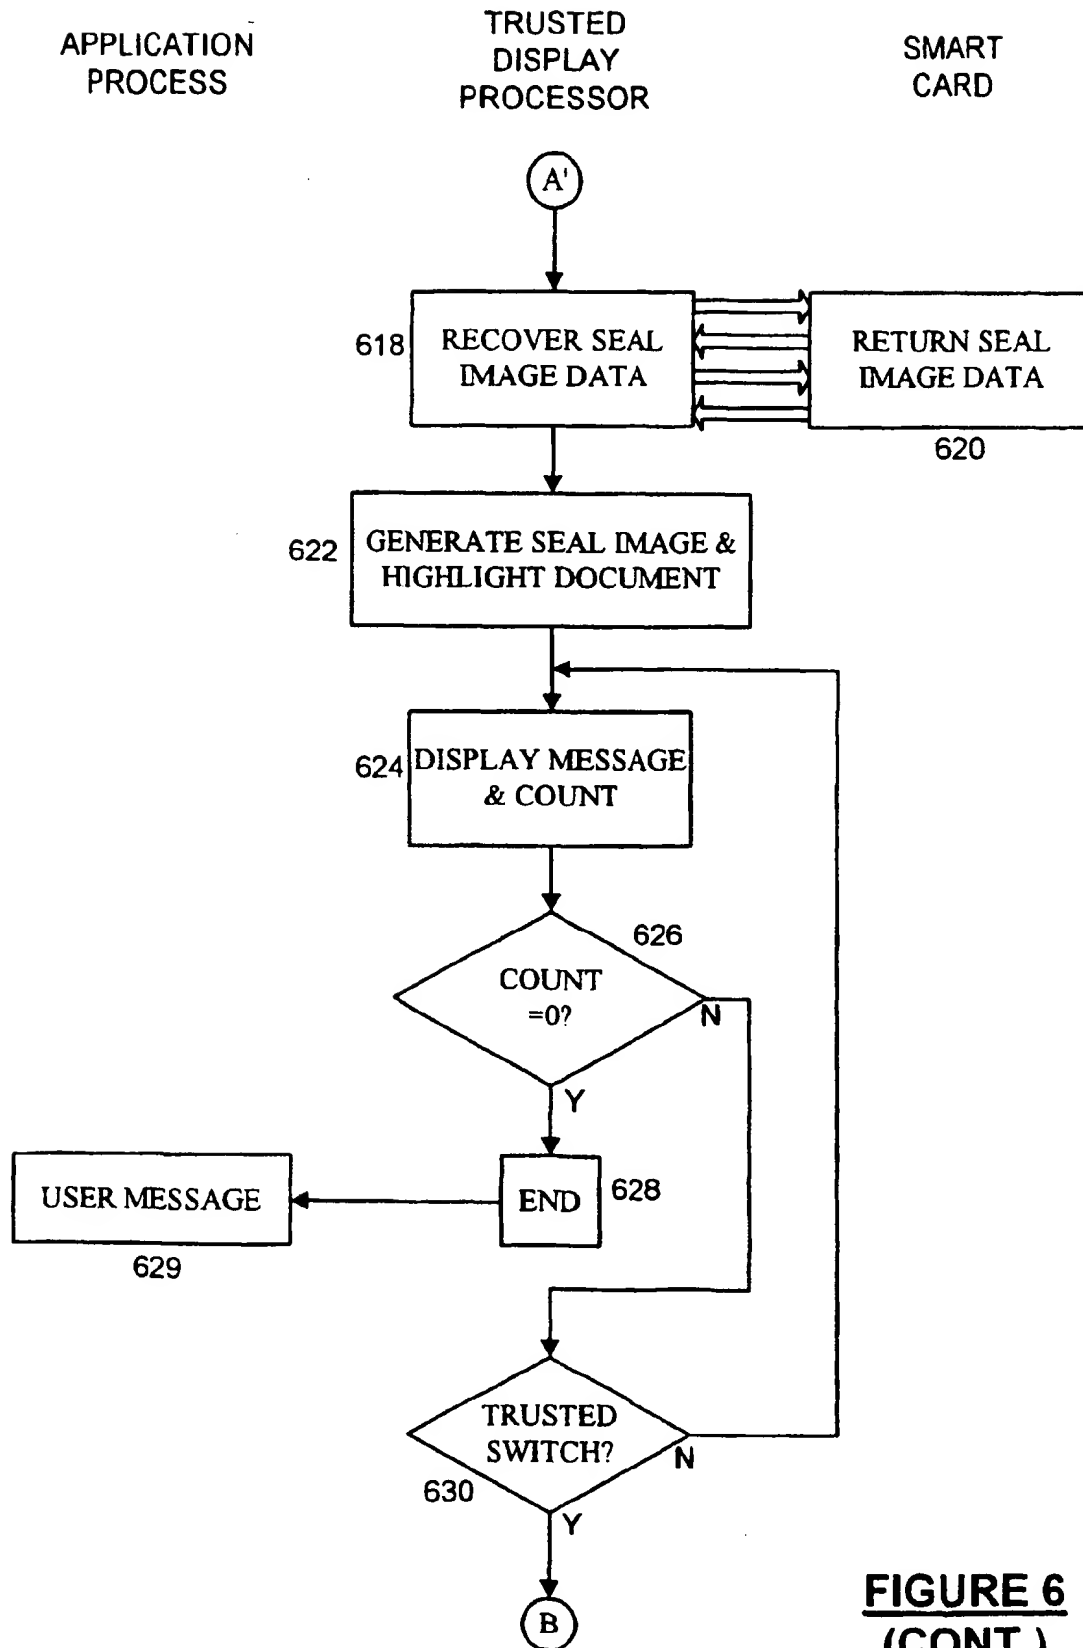 APPLICATION
PROCESS
TRUSTED
DISPLAY
PROCESSOR
SMART
CARD
A'
618
RECOVER SEAL
IMAGE DATA
RETURN SEAL
IMAGE DATA
620
622
GENERATE SEAL IMAGE &
HIGHLIGHT DOCUMENT
624
DISPLAY MESSAGE
& COUNT
626
COUNT
=0?
N
Y
USER MESSAGE
629
END
628
TRUSTED
SWITCH?
N
630
Y
B
FIGURE 6
(CONT.)